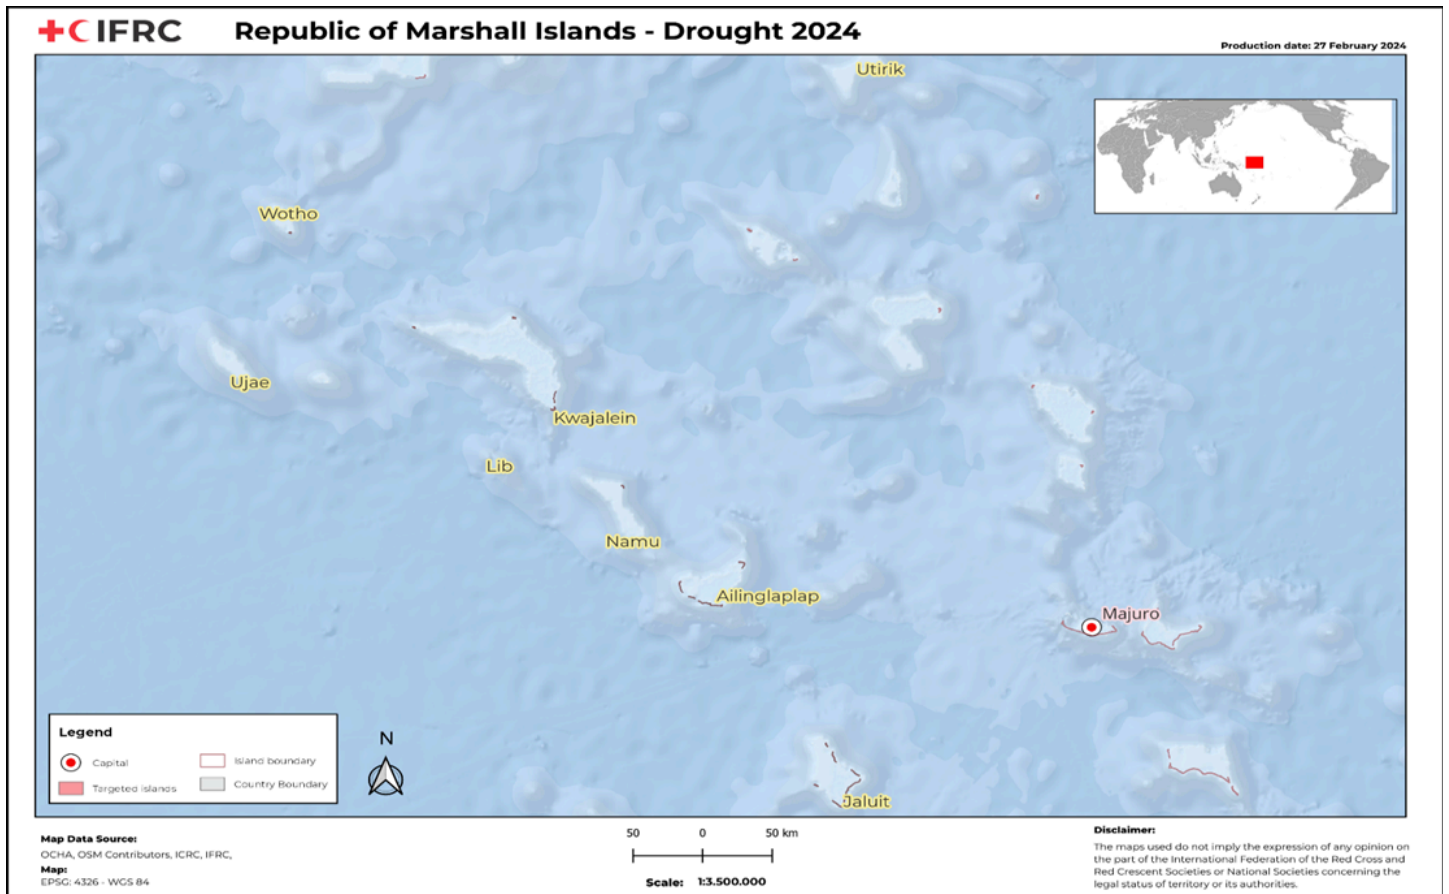 IFRC
Republic of Marshall Islands - Drought 2024
Production date: 27 February 2024
Utirik
Wotho
Ujae
Kwajalein
Lib
Namu
Ailinglaplap
Majuro
Jaluit
Legend
Capital
Island boundary
Targeted islands
Country Boundary
N
Map Data Source:
OCHA, OSM Contributors, ICRC, IFRC,
Map:
EPSG: 4326 - WGS 84
50 0 50 km
Scale: 1:3.500.000
Disclaimer:
The maps used do not imply the expression of any opinion on
the part of the International Federation of the Red Cross and
Red Crescent Societies or National Societies concerning the
legal status of territory or its authorities.